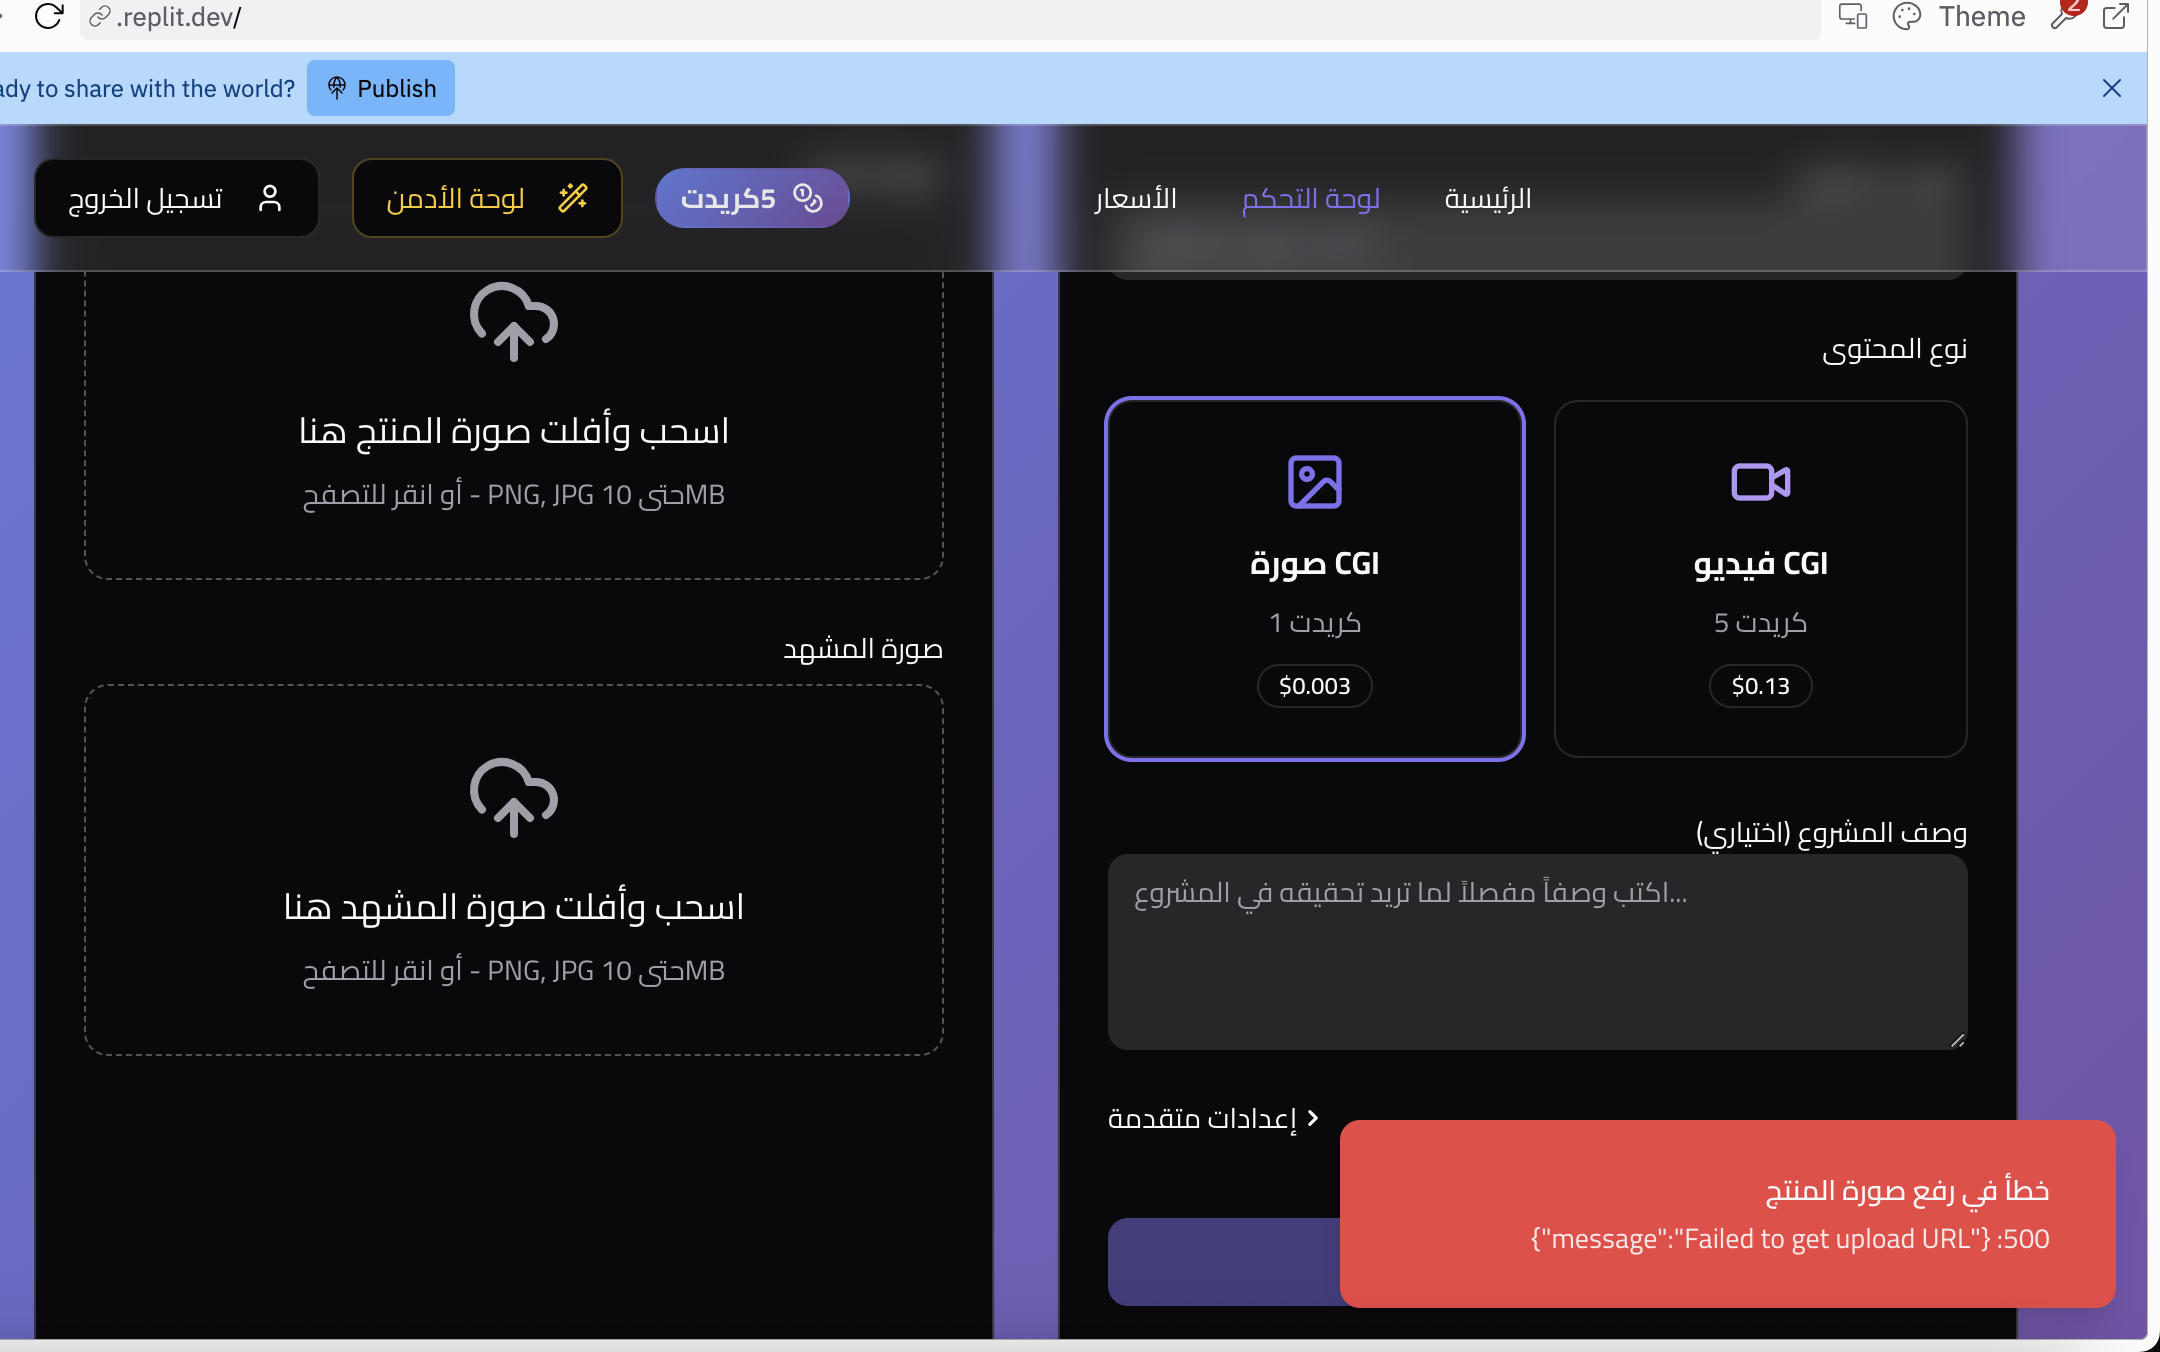 .replit.dev/
Theme
2
ady to share with the world?
Publish
الرئيسية
لوحة التحكم
الأسعار
5كريدت
لوحة الأدمن
تسجيل الخروج
نوع المحتوى
CGI فيديو
كريدت 5
$0.13
CGI صورة
كريدت 1
$0.003
وصف المشروع (اختياري)
اكتب وصفاً مفصلاً لما تريد تحقيقه في المشروع...
إعدادات متقدمة
اسحب وأفلت صورة المنتج هنا
PNG, JPG حتى 10MB - أو انقر للتصفح
صورة المشهد
اسحب وأفلت صورة المشهد هنا
PNG, JPG حتى 10MB - أو انقر للتصفح
خطأ في رفع صورة المنتج
500: {"message":"Failed to get upload URL"}